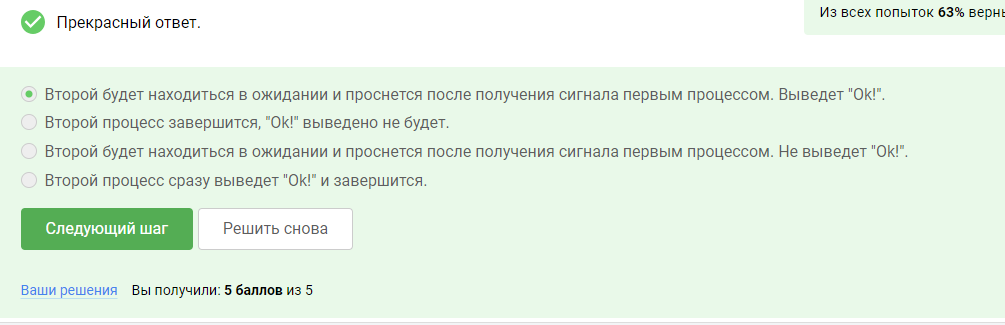 Прекрасный ответ.
Из всех попыток 63%
Второй будет находиться в ожидании и проснется после получения сигнала первым процессом. Выведет "Ok!".
Второй процесс завершится, "Ok!" выведено не будет.
Второй будет находиться в ожидании и проснется после получения сигнала первым процессом. Не выведет "Ok!".
Второй процесс сразу выведет "Ok!" и завершится.
Следующий шаг Решить снова
Ваши решения Вы получили: 5 баллов из 5